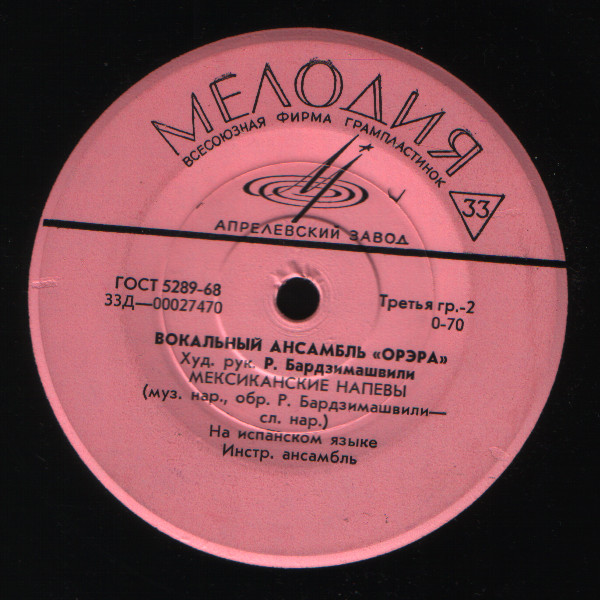 МЕЛОДИЯ
ВСЕСОЮЗНАЯ ФИРМА ГРАМПЛАСТИНОК
33
АПРЕЛЕВСКИЙ ЗАВОД
ГОСТ 5289-68
33Д—00027470
Третья гр.-2
0-70
ВОКАЛЬНЫЙ АНСАМБЛЬ «ОРЭРА»
Худ. рук. Р. Бардзимашвили
МЕКСИКАНСКИЕ НАПЕВЫ
(муз. нар., обр. Р. Бардзимашвили—
сл. нар.)
На испанском языке
Инстр. ансамбль